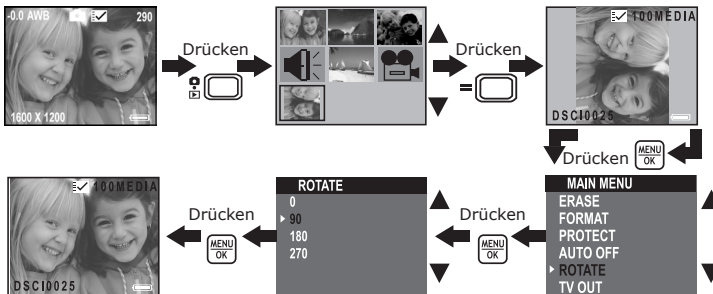 -0.0 AWB 290
1600 X 1200
Drücken
Drücken
100MEDIA
DSCI0025
Drücken MENU
OK
MAIN MENU
ERASE
FORMAT
PROTECT
AUTO OFF
ROTATE
TV OUT
Drücken
MENU
OK
ROTATE
0
90
180
270
Drücken
MENU
OK
100MEDIA
DSCI0025